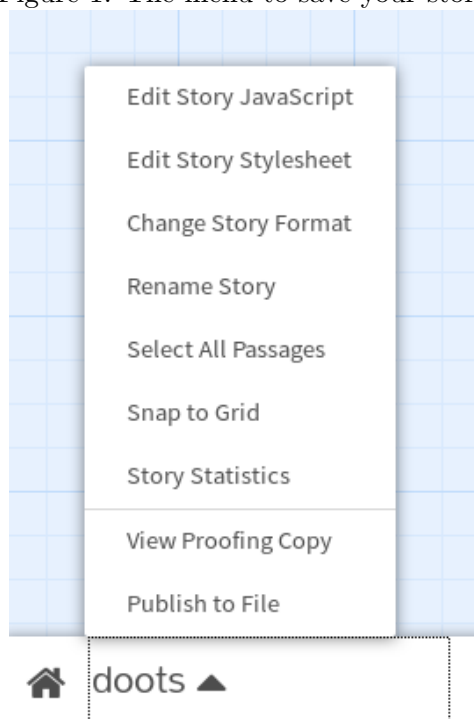 Figure 1: The menu to save your stor
Edit Story JavaScript
Edit Story Stylesheet
Change Story Format
Rename Story
Select All Passages
Snap to Grid
Story Statistics
View Proofing Copy
Publish to File
doots